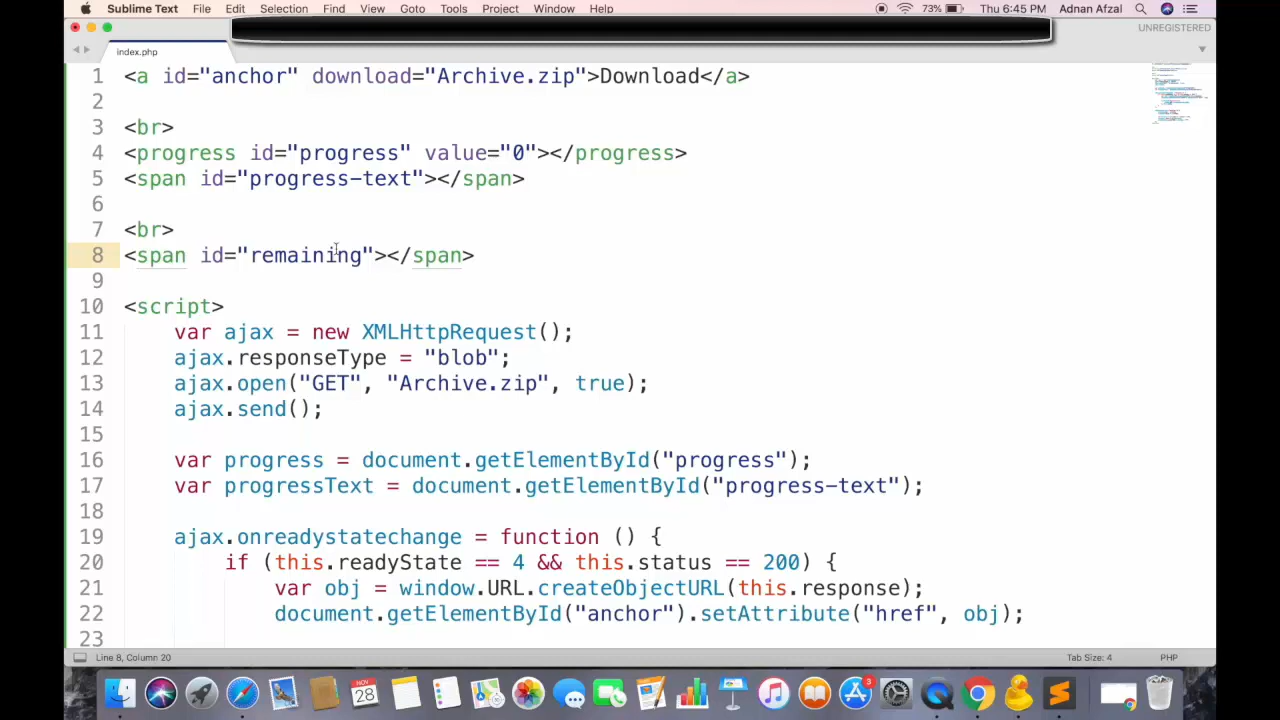 Sublime Text File Edit Selection Find View Goto Tools Project Window Help 73% Thu 6:45 PM Adnan Afzal
UNREGISTERED
index.php
1 <a id="anchor" download="Archive.zip">Download</a>
2
3 <br>
4 <progress id="progress" value="0"></progress>
5 <span id="progress-text"></span>
6
7 <br>
8 <span id="remaining"></span>
9
10 <script>
11 var ajax = new XMLHttpRequest();
12 ajax.responseType = "blob";
13 ajax.open("GET", "Archive.zip", true);
14 ajax.send();
15
16 var progress = document.getElementById("progress");
17 var progressText = document.getElementById("progress-text");
18
19 ajax.onreadystatechange = function () {
20 if (this.readyState == 4 && this.status == 200) {
21 var obj = window.URL.createObjectURL(this.response);
22 document.getElementById("anchor").setAttribute("href", obj);
23
Line 8, Column 20 Tab Size: 4 PHP
NOV 28 3